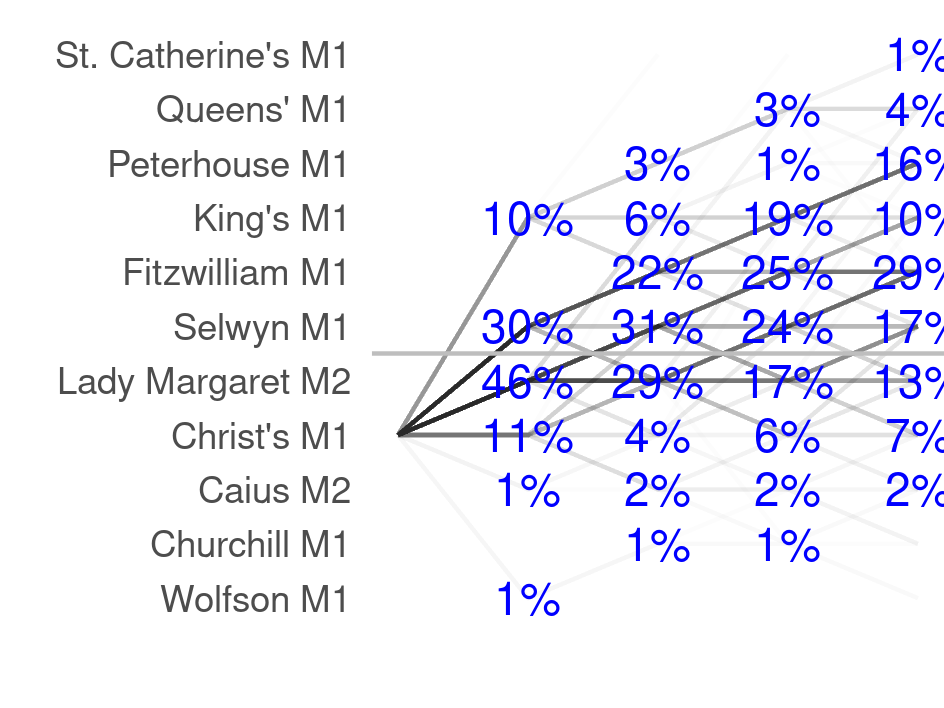 St. Catherine's M1 1%
Queens' M1 3% 4%
Peterhouse M1 3% 1% 16%
King's M1 10% 6% 19% 10%
Fitzwilliam M1 22% 25% 29%
Selwyn M1 30% 31% 24% 17%
Lady Margaret M2 46% 29% 17% 13%
Christ's M1 11% 4% 6% 7%
Caius M2 1% 2% 2% 2%
Churchill M1 1% 1%
Wolfson M1 1%